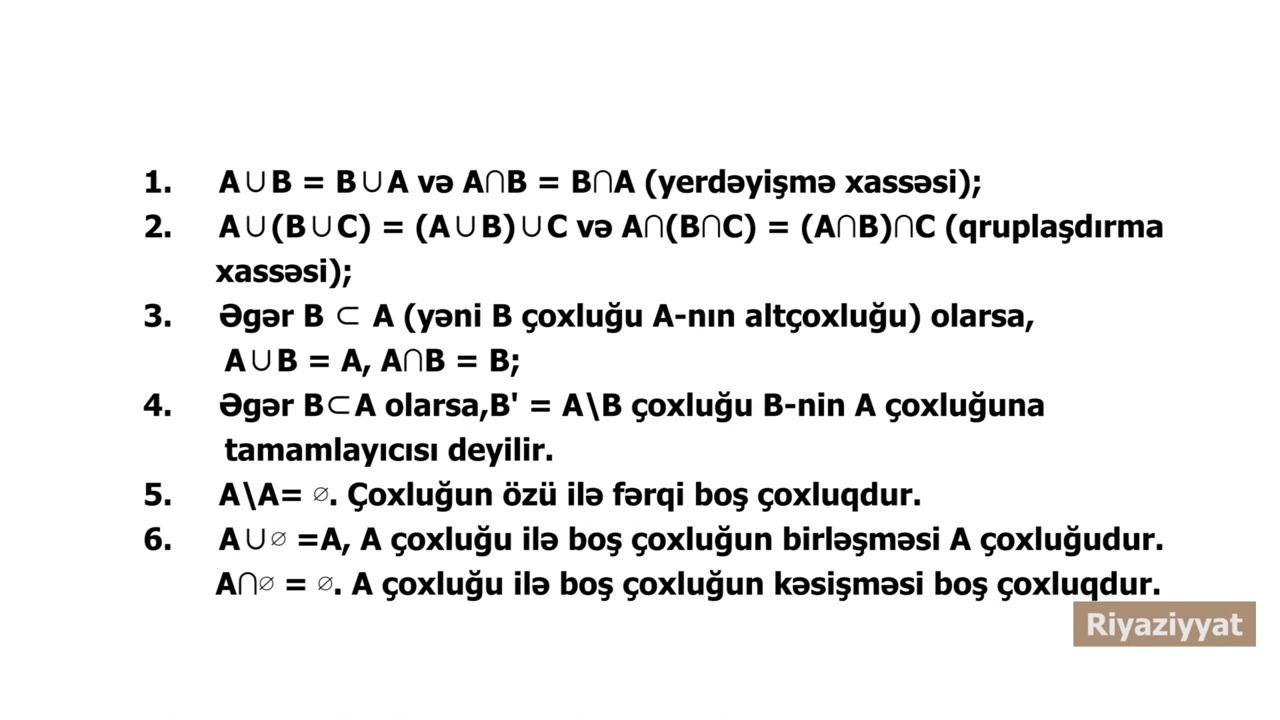 1. A∪B = B∪A və A∩B = B∩A (yerdəyişmə xassəsi);
2. A∪(B∪C) = (A∪B)∪C və A∩(B∩C) = (A∩B)∩C (qruplaşdırma
xassəsi);
3. Əgər B ⊂ A (yəni B çoxluğu A-nın altçoxluğu) olarsa,
A∪B = A, A∩B = B;
4. Əgər B⊂A olarsa,B' = A\B çoxluğu B-nin A çoxluğuna
tamamlayıcısı deyilir.
5. A\A= ∅. Çoxluğun özü ilə fərqi boş çoxluqdur.
6. A∪∅ =A, A çoxluğu ilə boş çoxluğun birləşməsi A çoxluğudur.
A∩∅ = ∅. A çoxluğu ilə boş çoxluğun kəsişməsi boş çoxluqdur.
Riyaziyyat